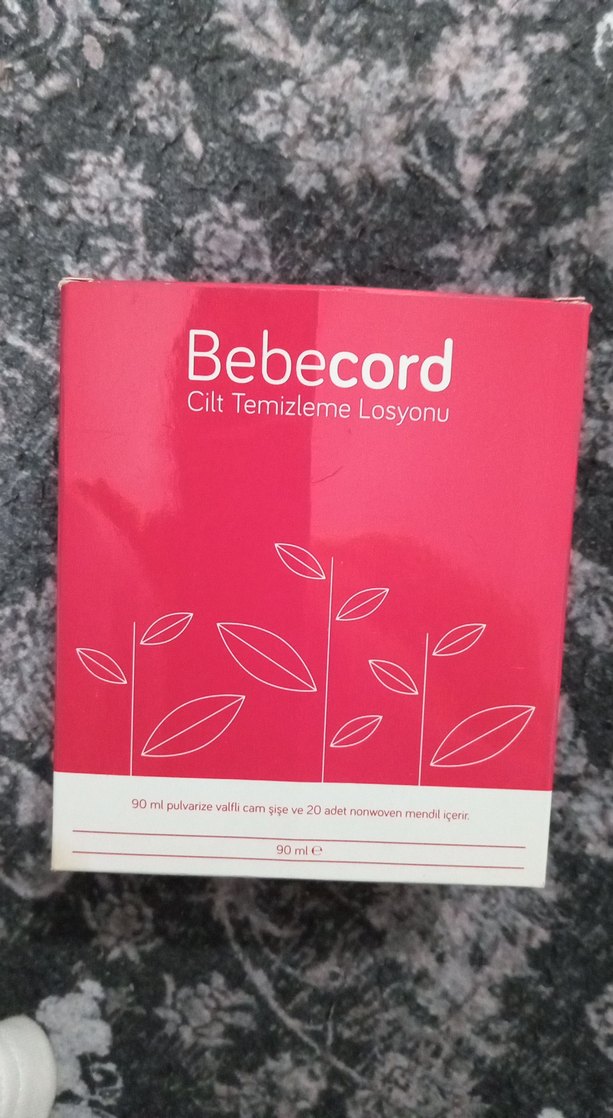 Bebecord
Cilt Temizleme Losyonu
90 ml pulvarize valfli cam şişe ve 20 adet nonwoven mendil içerir.
90 ml ℮